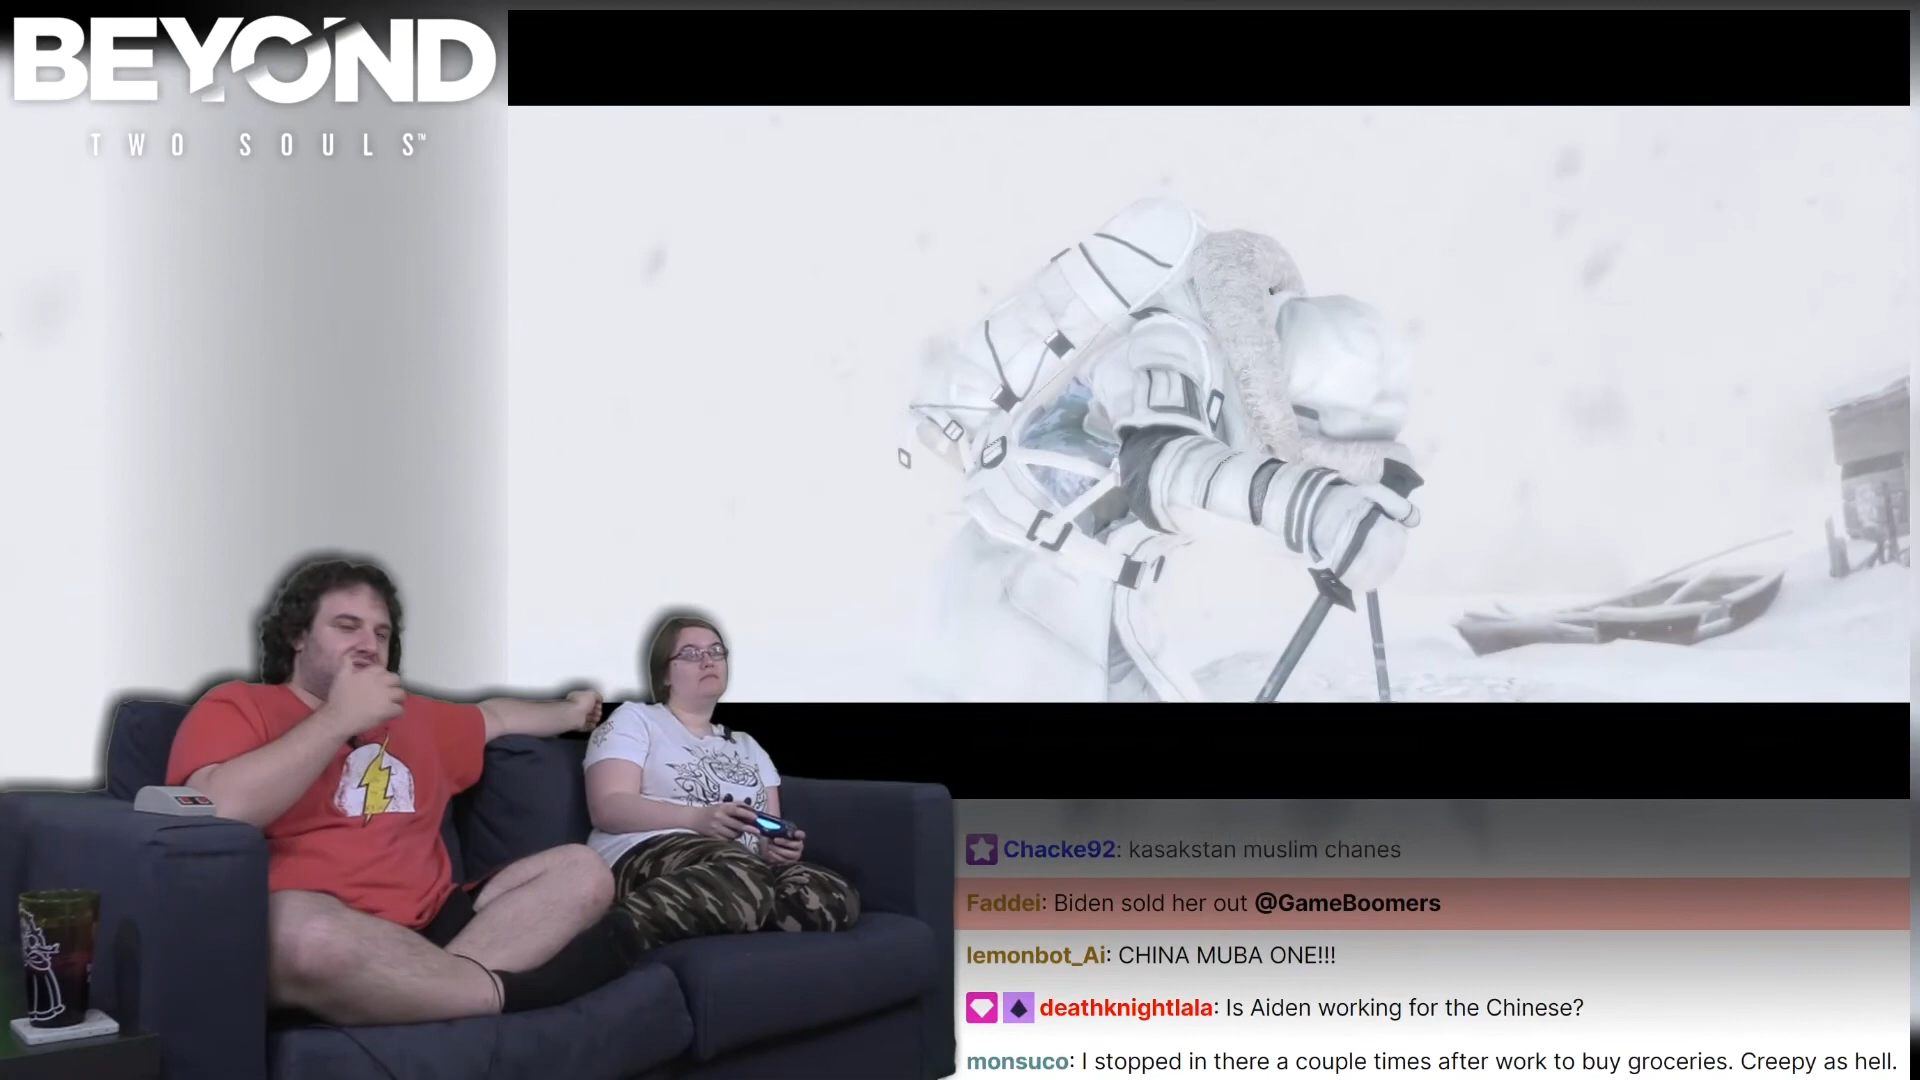 BEYOND
TWO SOULS™
Chacke92: kasakstan muslim chanes
Faddei: Biden sold her out @GameBoomers
lemonbot_Ai: CHINA MUBA ONE!!!
deathknightlala: Is Aiden working for the Chinese?
monsuco: I stopped in there a couple times after work to buy groceries. Creepy as hell.